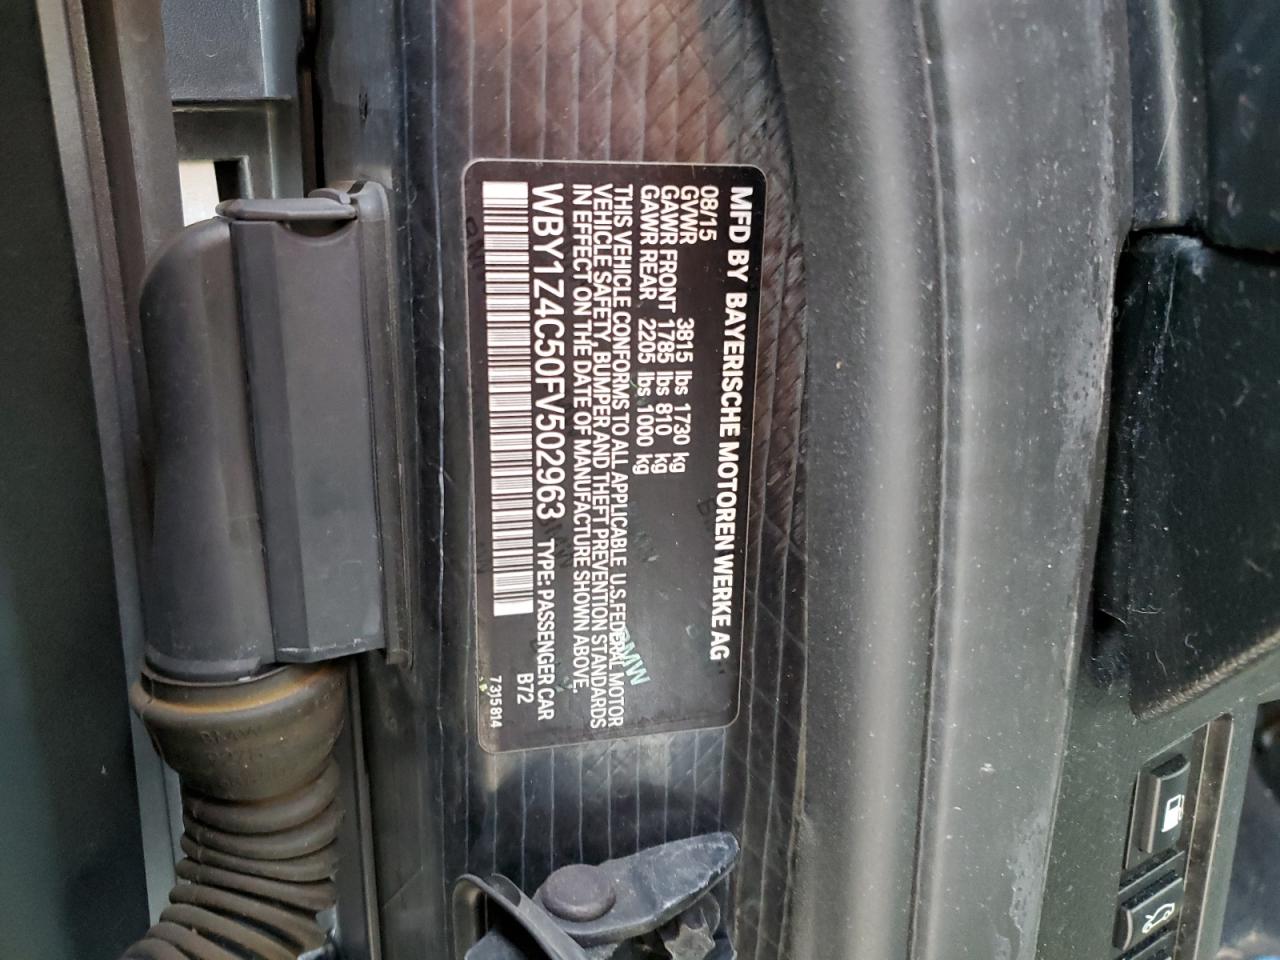 MFD BY BAYERISCHE MOTOREN WERKE AG
08/15
GVWR 3815 lbs 1730 kg
GAWR FRONT 1785 lbs 810 kg
GAWR REAR 2205 lbs 1000 kg
THIS VEHICLE CONFORMS TO ALL APPLICABLE U.S.FEDERAL MOTOR
VEHICLE SAFETY, BUMPER AND THEFT PREVENTION STANDARDS
IN EFFECT ON THE DATE OF MANUFACTURE SHOWN ABOVE.
WBY1Z4C50FV502963 TYPE: PASSENGER CAR
B72
7315814
BMW
BMW